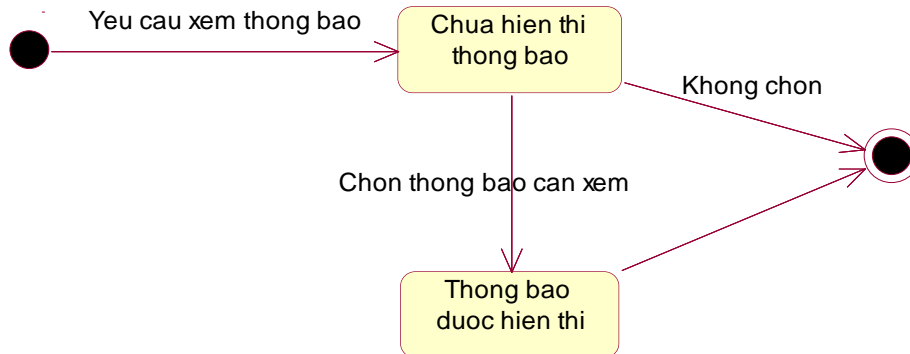 Yeu cau xem thong bao
Chua hien thi
thong bao
Khong chon
Chon thong bao can xem
Thong bao
duoc hien thi